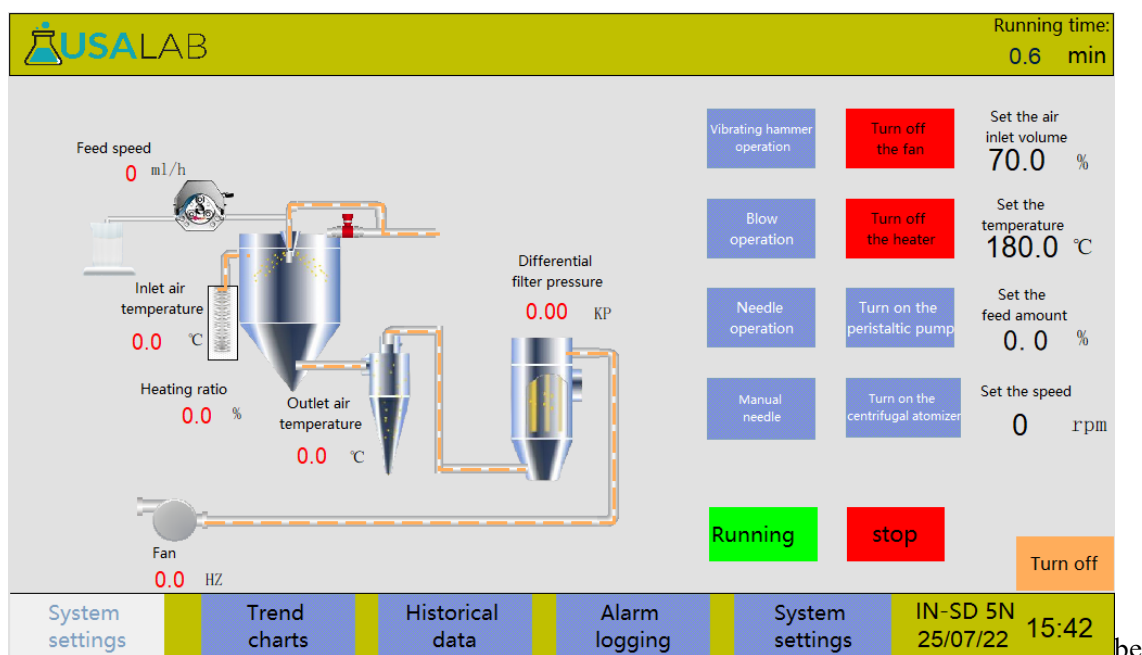 USALAB
Running time:
0.6 min
Feed speed
0 ml/h
Inlet air
temperature
0.0 ℃
Heating ratio
0.0 %
Outlet air
temperature
0.0 ℃
Differential
filter pressure
0.00 KP
Fan
0.0 HZ
Vibrating hammer
operation
Turn off
the fan
Set the air
inlet volume
70.0 %
Blow
operation
Turn off
the heater
Set the
temperature
180.0 ℃
Needle
operation
Turn on the
peristaltic pump
Set the
feed amount
0.0 %
Manual
needle
Turn on the
centrifugal atomizer
Set the speed
0 rpm
Running
stop
Turn off
System
settings
Trend
charts
Historical
data
Alarm
logging
System
settings
IN-SD 5N
25/07/22
15:42
be